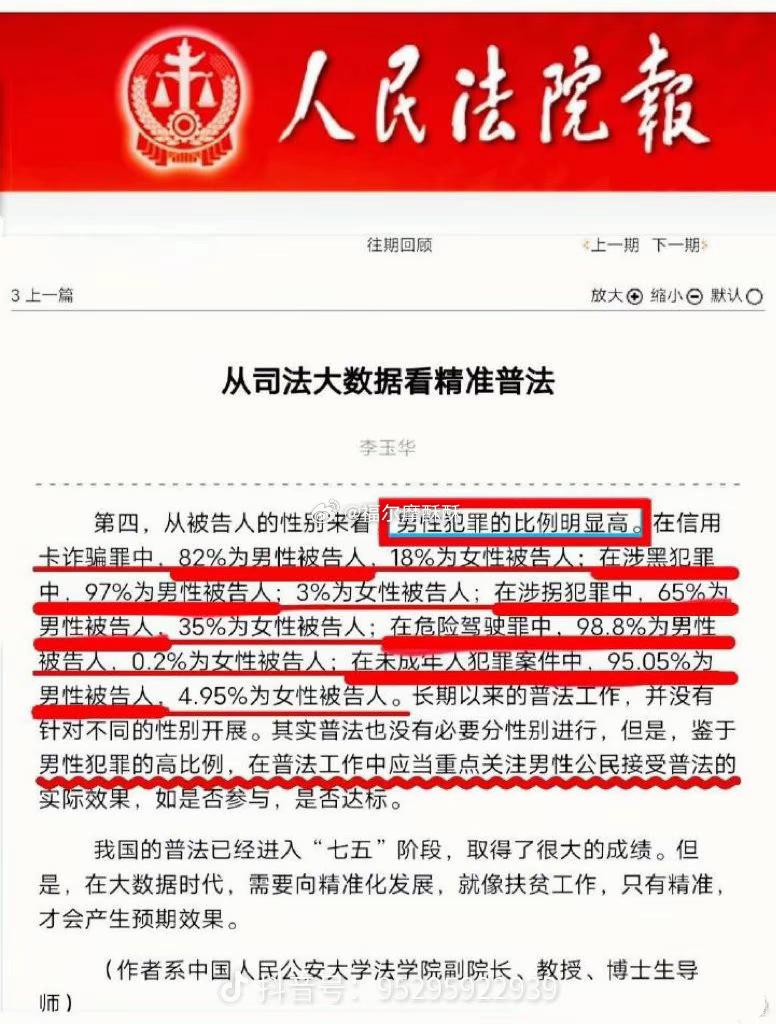 人民法院報
往期回顾
上一期 下一期
3 上一篇
放大 缩小 默认
从司法大数据看精准普法
李玉华
第四，从被告人的性别来看，男性犯罪的比例明显高。在信用
@福尔摩酥酥
卡诈骗罪中，82%为男性被告人，18%为女性被告人；在涉黑犯罪
中，97%为男性被告人；3%为女性被告人；在涉拐犯罪中，65%为
男性被告人，35%为女性被告人；在危险驾驶罪中，98.8%为男性
被告人，0.2%为女性被告人；在未成年人犯罪案件中，95.05%为
男性被告人，4.95%为女性被告人。长期以来的普法工作，并没有
针对不同的性别开展。其实普法也没有必要分性别进行，但是，鉴于
男性犯罪的高比例，在普法工作中应当重点关注男性公民接受普法的
实际效果，如是否参与，是否达标。
我国的普法已经进入“七五”阶段，取得了很大的成绩。但
是，在大数据时代，需要向精准化发展，就像扶贫工作，只有精准，
才会产生预期效果。
（作者系中国人民公安大学法学院副院长、教授、博士生导
师）
抖音号：95295922939